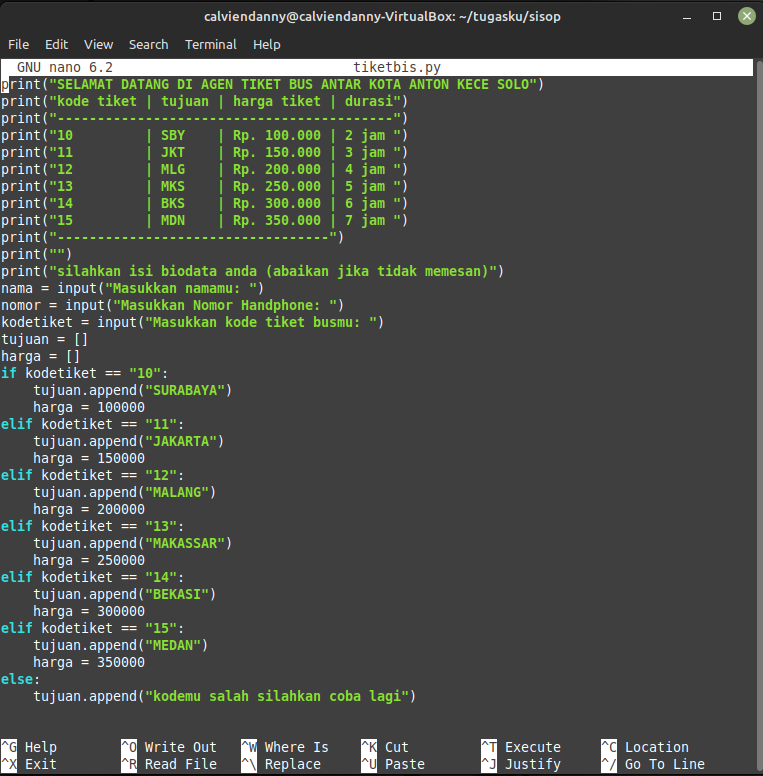 calviendanny@calviendanny-VirtualBox: ~/tugasku/sisop
File Edit View Search Terminal Help
GNU nano 6.2 tiketbis.py
print("SELAMAT DATANG DI AGEN TIKET BUS ANTAR KOTA ANTON KECE SOLO")
print("kode tiket | tujuan | harga tiket | durasi")
print("------------------------------------------")
print("10         | SBY    | Rp. 100.000 | 2 jam ")
print("11         | JKT    | Rp. 150.000 | 3 jam ")
print("12         | MLG    | Rp. 200.000 | 4 jam ")
print("13         | MKS    | Rp. 250.000 | 5 jam ")
print("14         | BKS    | Rp. 300.000 | 6 jam ")
print("15         | MDN    | Rp. 350.000 | 7 jam ")
print("----------------------------------")
print("")
print("silahkan isi biodata anda (abaikan jika tidak memesan)")
nama = input("Masukkan namamu: ")
nomor = input("Masukkan Nomor Handphone: ")
kodetiket = input("Masukkan kode tiket busmu: ")
tujuan = []
harga = []
if kodetiket == "10":
    tujuan.append("SURABAYA")
    harga = 100000
elif kodetiket == "11":
    tujuan.append("JAKARTA")
    harga = 150000
elif kodetiket == "12":
    tujuan.append("MALANG")
    harga = 200000
elif kodetiket == "13":
    tujuan.append("MAKASSAR")
    harga = 250000
elif kodetiket == "14":
    tujuan.append("BEKASI")
    harga = 300000
elif kodetiket == "15":
    tujuan.append("MEDAN")
    harga = 350000
else:
    tujuan.append("kodemu salah silahkan coba lagi")
^G Help ^O Write Out ^W Where Is ^K Cut ^T Execute ^C Location
^X Exit ^R Read File ^\ Replace ^U Paste ^J Justify ^/ Go To Line